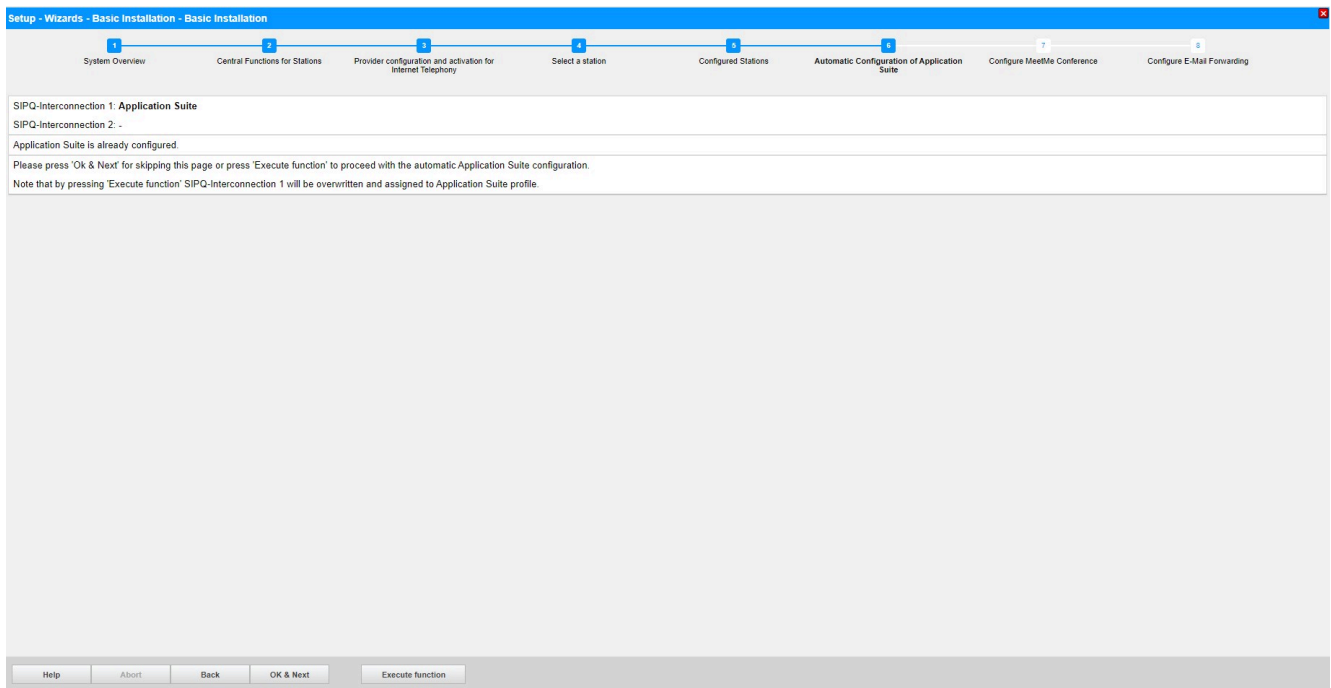 Setup - Wizards - Basic Installation - Basic Installation
1
2
3
4
5
6
7
8
System Overview
Central Functions for Stations
Provider configuration and activation for
Internet Telephony
Select a station
Configured Stations
Automatic Configuration of Application
Suite
Configure MeetMe Conference
Configure E-Mail Forwarding
SIPQ-Interconnection 1: Application Suite
SIPQ-Interconnection 2: -
Application Suite is already configured.
Please press 'Ok & Next' for skipping this page or press 'Execute function' to proceed with the automatic Application Suite configuration.
Note that by pressing 'Execute function' SIPQ-Interconnection 1 will be overwritten and assigned to Application Suite profile.
Help
Abort
Back
OK & Next
Execute function